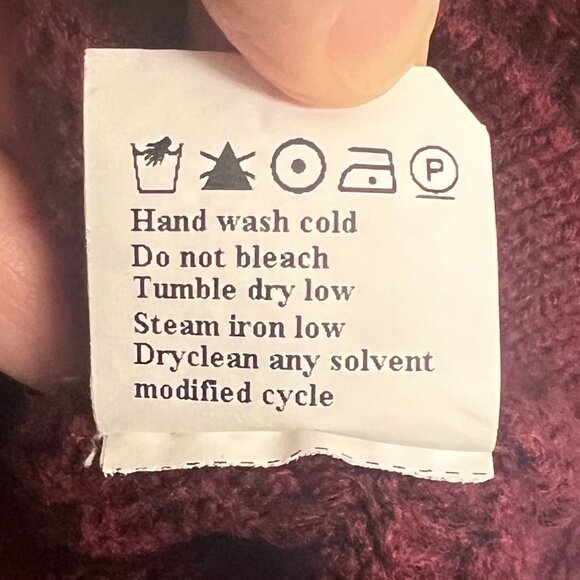 P
Hand wash cold
Do not bleach
Tumble dry low
Steam iron low
Dryclean any solvent
modified cycle